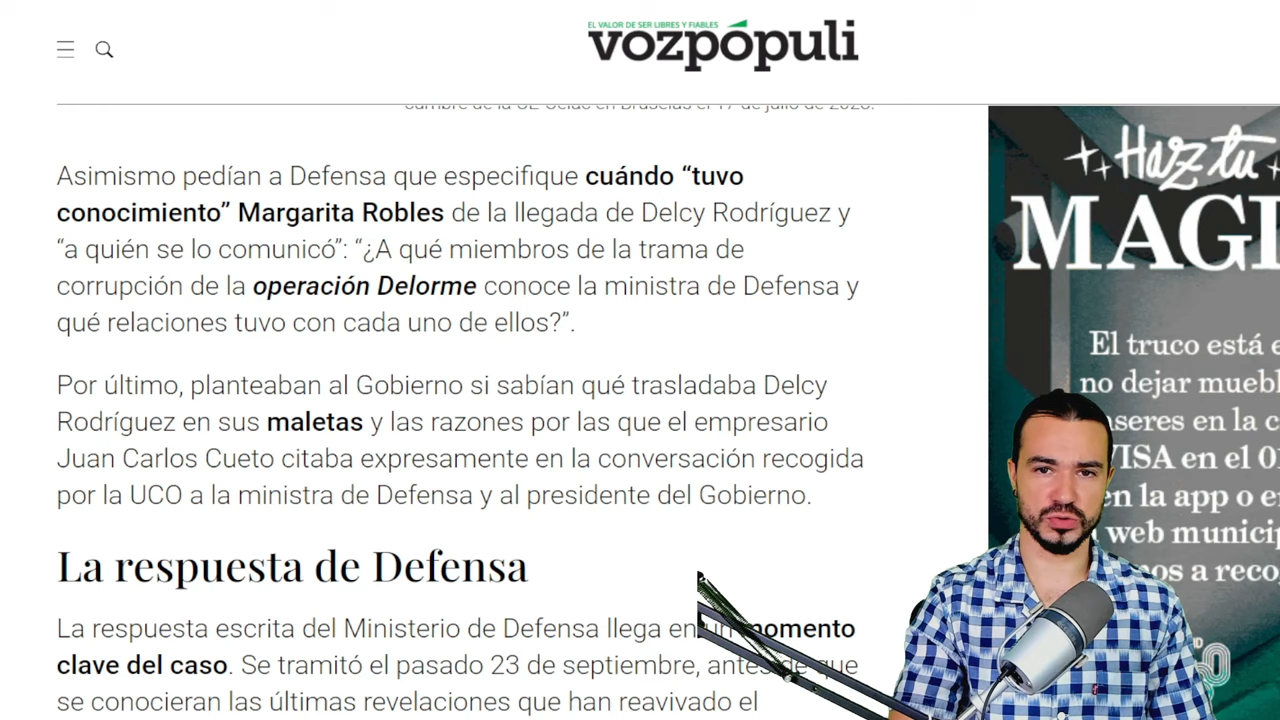 EL VALOR DE SER LIBRES Y FIABLES
vozpópuli
cumbre de la UE-Celac en Bruselas el 17 de julio de 2023.
Asimismo pedían a Defensa que especifique cuándo “tuvo
conocimiento” Margarita Robles de la llegada de Delcy Rodríguez y
“a quién se lo comunicó”: “¿A qué miembros de la trama de
corrupción de la operación Delorme conoce la ministra de Defensa y
qué relaciones tuvo con cada uno de ellos?”.
Por último, planteaban al Gobierno si sabían qué trasladaba Delcy
Rodríguez en sus maletas y las razones por las que el empresario
Juan Carlos Cueto citaba expresamente en la conversación recogida
por la UCO a la ministra de Defensa y al presidente del Gobierno.
La respuesta de Defensa
La respuesta escrita del Ministerio de Defensa llega en un momento
clave del caso. Se tramitó el pasado 23 de septiembre, antes de que
se conocieran las últimas revelaciones que han reavivado el
Haz tu
MAGI
El truco está e
no dejar muebl
nseres en la c
VISA en el 01
en la app o e
web municip
os a reco